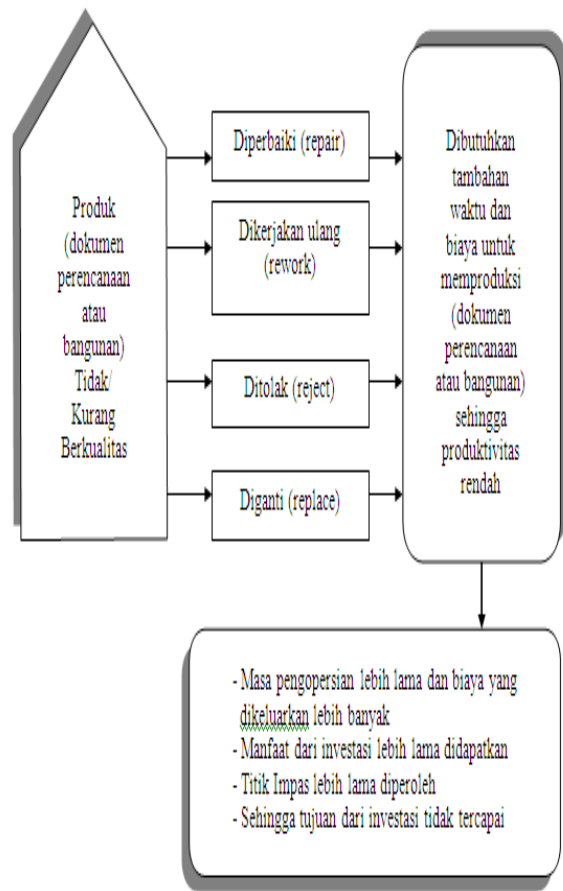 Produk
(dokumen
perencanaan
atau
bangunan)
Tidak/
Kurang
Berkualitas
Diperbaiki (repair)
Dikerjakan ulang
(rework)
Ditolak (reject)
Diganti (replace)
Dibutuhkan
tambahan
waktu dan
biaya untuk
memproduksi
(dokumen
perencanaan
atau bangunan)
sehingga
produktivitas
rendah
- Masa pengopersian lebih lama dan biaya yang
dikeluarkan lebih banyak
- Manfaat dari investasi lebih lama didapatkan
- Titik Impas lebih lama diperoleh
- Sehingga tujuan dari investasi tidak tercapai